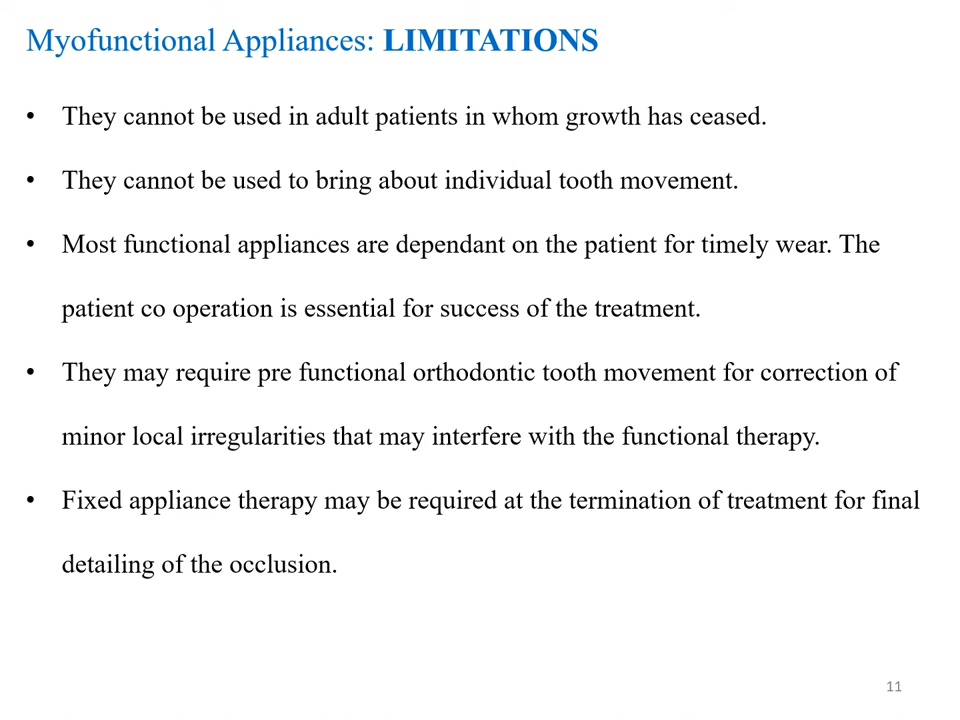 Myofunctional Appliances: LIMITATIONS
• They cannot be used in adult patients in whom growth has ceased.
• They cannot be used to bring about individual tooth movement.
• Most functional appliances are dependant on the patient for timely wear. The
patient co operation is essential for success of the treatment.
• They may require pre functional orthodontic tooth movement for correction of
minor local irregularities that may interfere with the functional therapy.
• Fixed appliance therapy may be required at the termination of treatment for final
detailing of the occlusion.
11